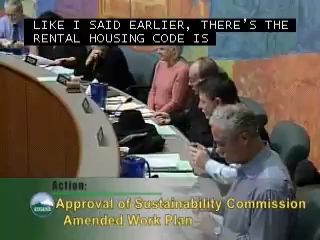 LIKE I SAID EARLIER, THERE'S THE
RENTAL HOUSING CODE IS
Action:
Approval of Sustainability Commission
Amended Work Plan